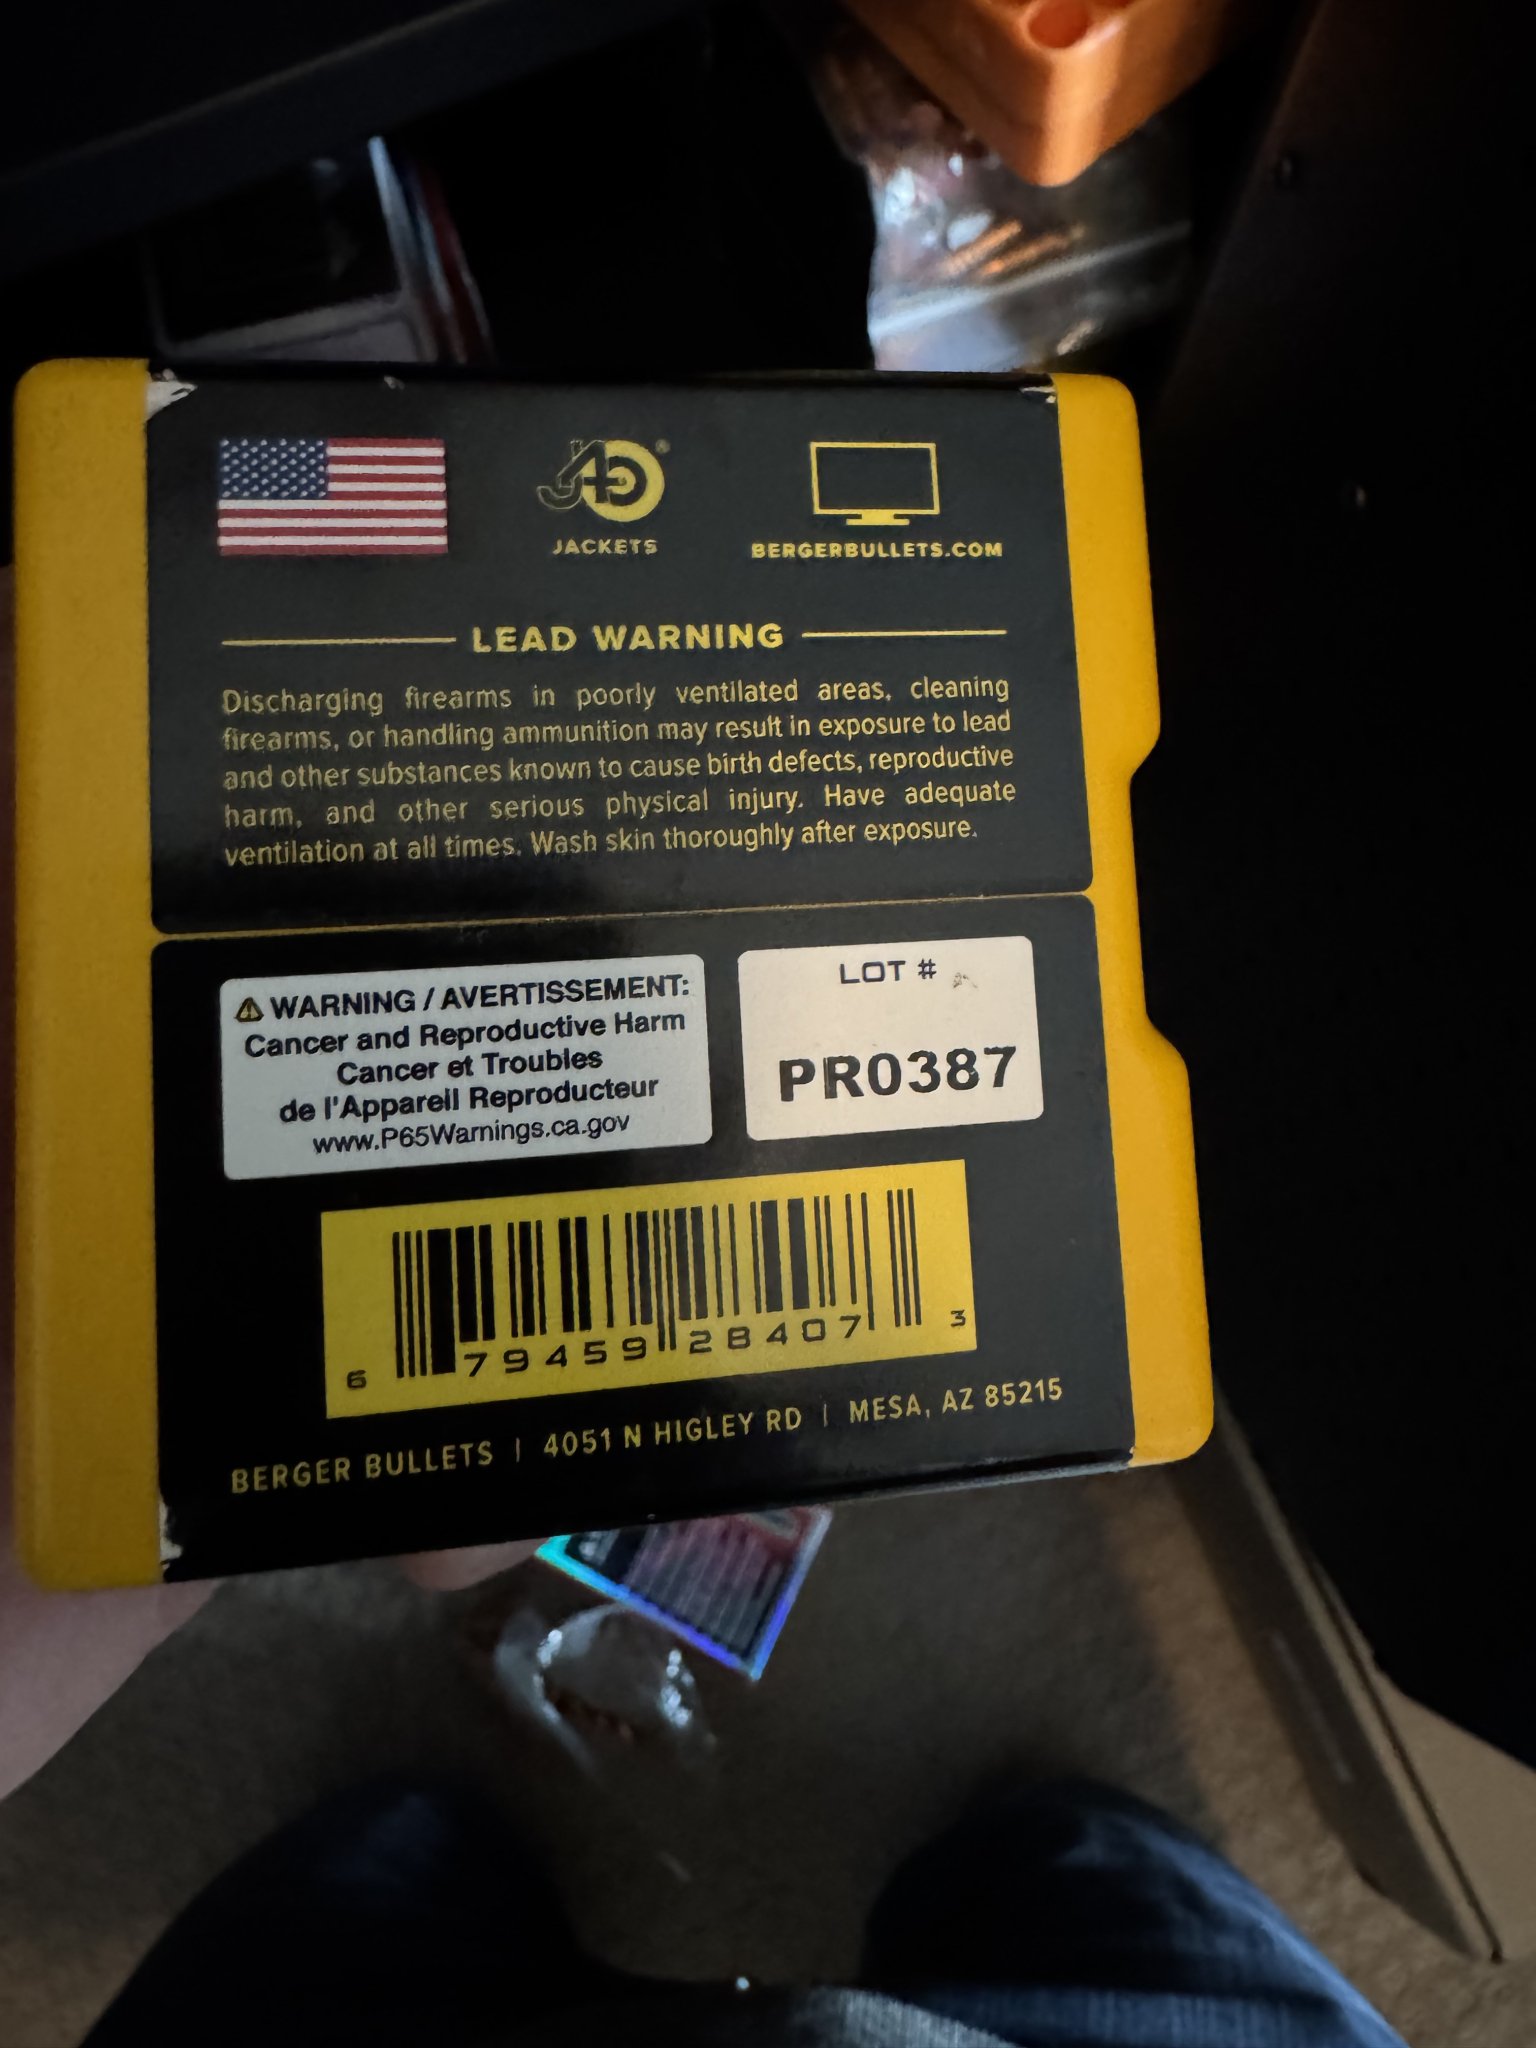 J4
®
JACKETS
BERGERBULLETS.COM
LEAD WARNING
Discharging firearms in poorly ventilated areas, cleaning
firearms, or handling ammunition may result in exposure to lead
and other substances known to cause birth defects, reproductive
harm, and other serious physical injury. Have adequate
ventilation at all times. Wash skin thoroughly after exposure.
WARNING / AVERTISSEMENT:
Cancer and Reproductive Harm
Cancer et Troubles
de l'Appareil Reproducteur
www.P65Warnings.ca.gov
LOT #
PR0387
6 79459 28407 3
BERGER BULLETS | 4051 N HIGLEY RD | MESA, AZ 85215